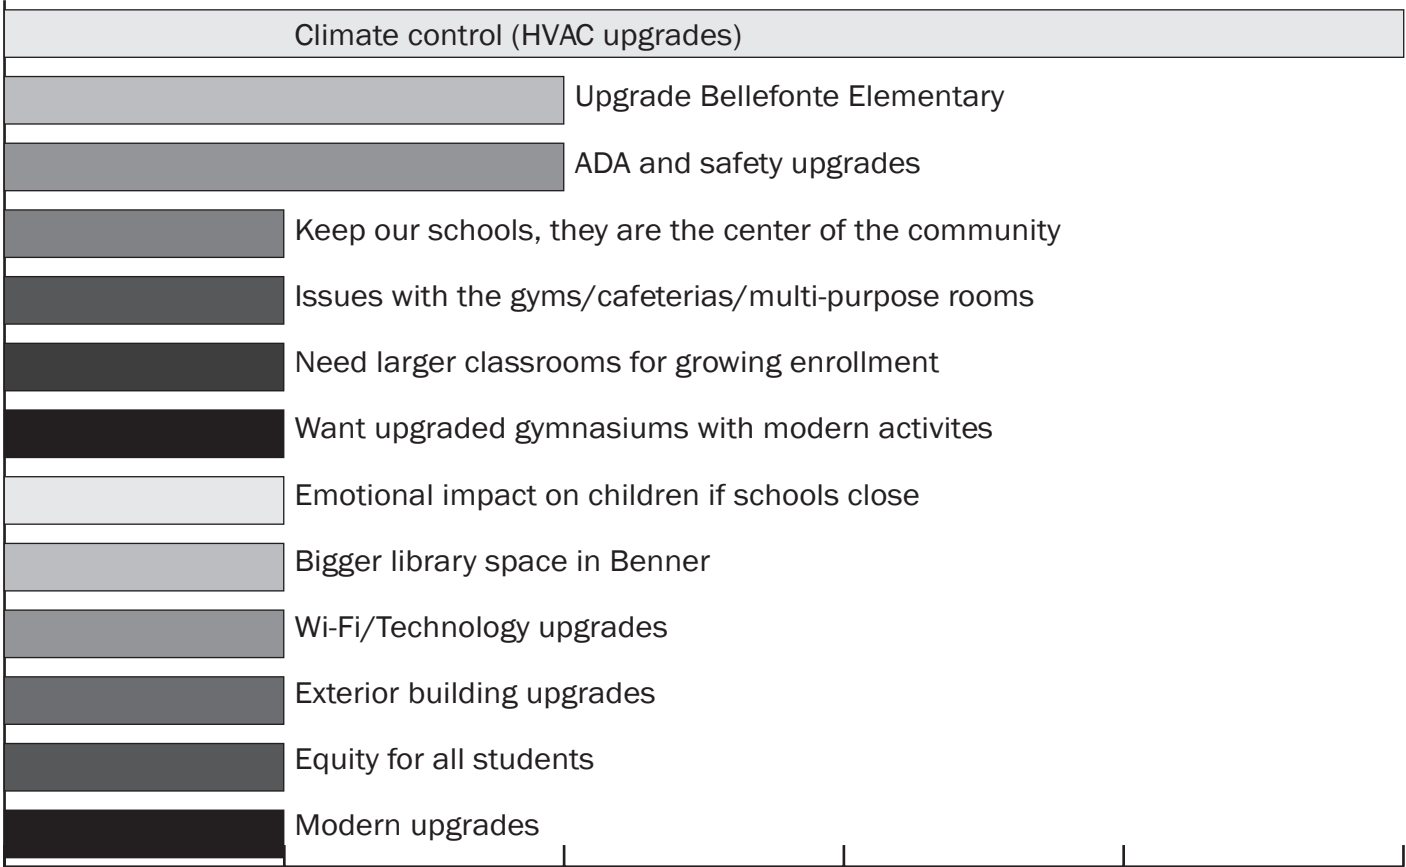 Climate control (HVAC upgrades)
Upgrade Bellefonte Elementary
ADA and safety upgrades
Keep our schools, they are the center of the community
Issues with the gyms/cafeterias/multi-purpose rooms
Need larger classrooms for growing enrollment
Want upgraded gymnasiums with modern activites
Emotional impact on children if schools close
Bigger library space in Benner
Wi-Fi/Technology upgrades
Exterior building upgrades
Equity for all students
Modern upgrades